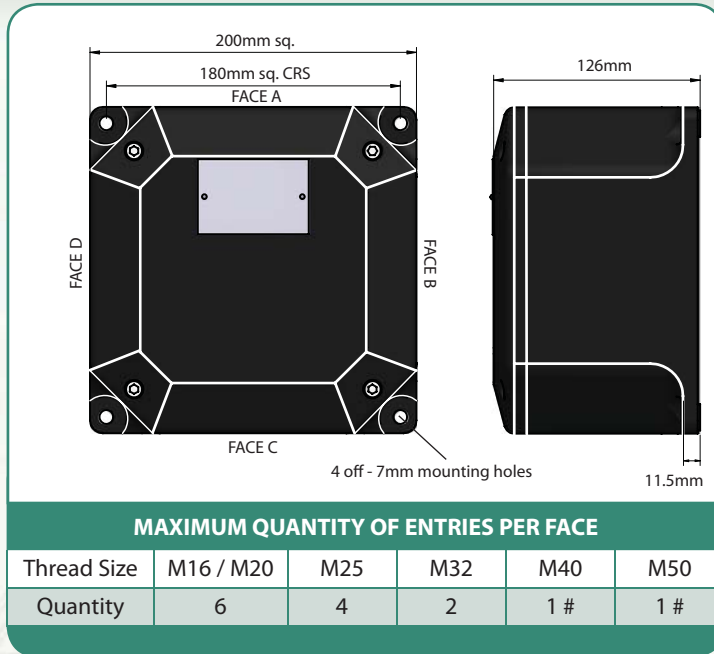 200mm sq.
180mm sq. CRS
FACE A
126mm
FACE D
FACE B
FACE C
4 off - 7mm mounting holes
11.5mm
MAXIMUM QUANTITY OF ENTRIES PER FACE
Thread Size M16 / M20 M25 M32 M40 M50
Quantity 6 4 2 1 # 1 #